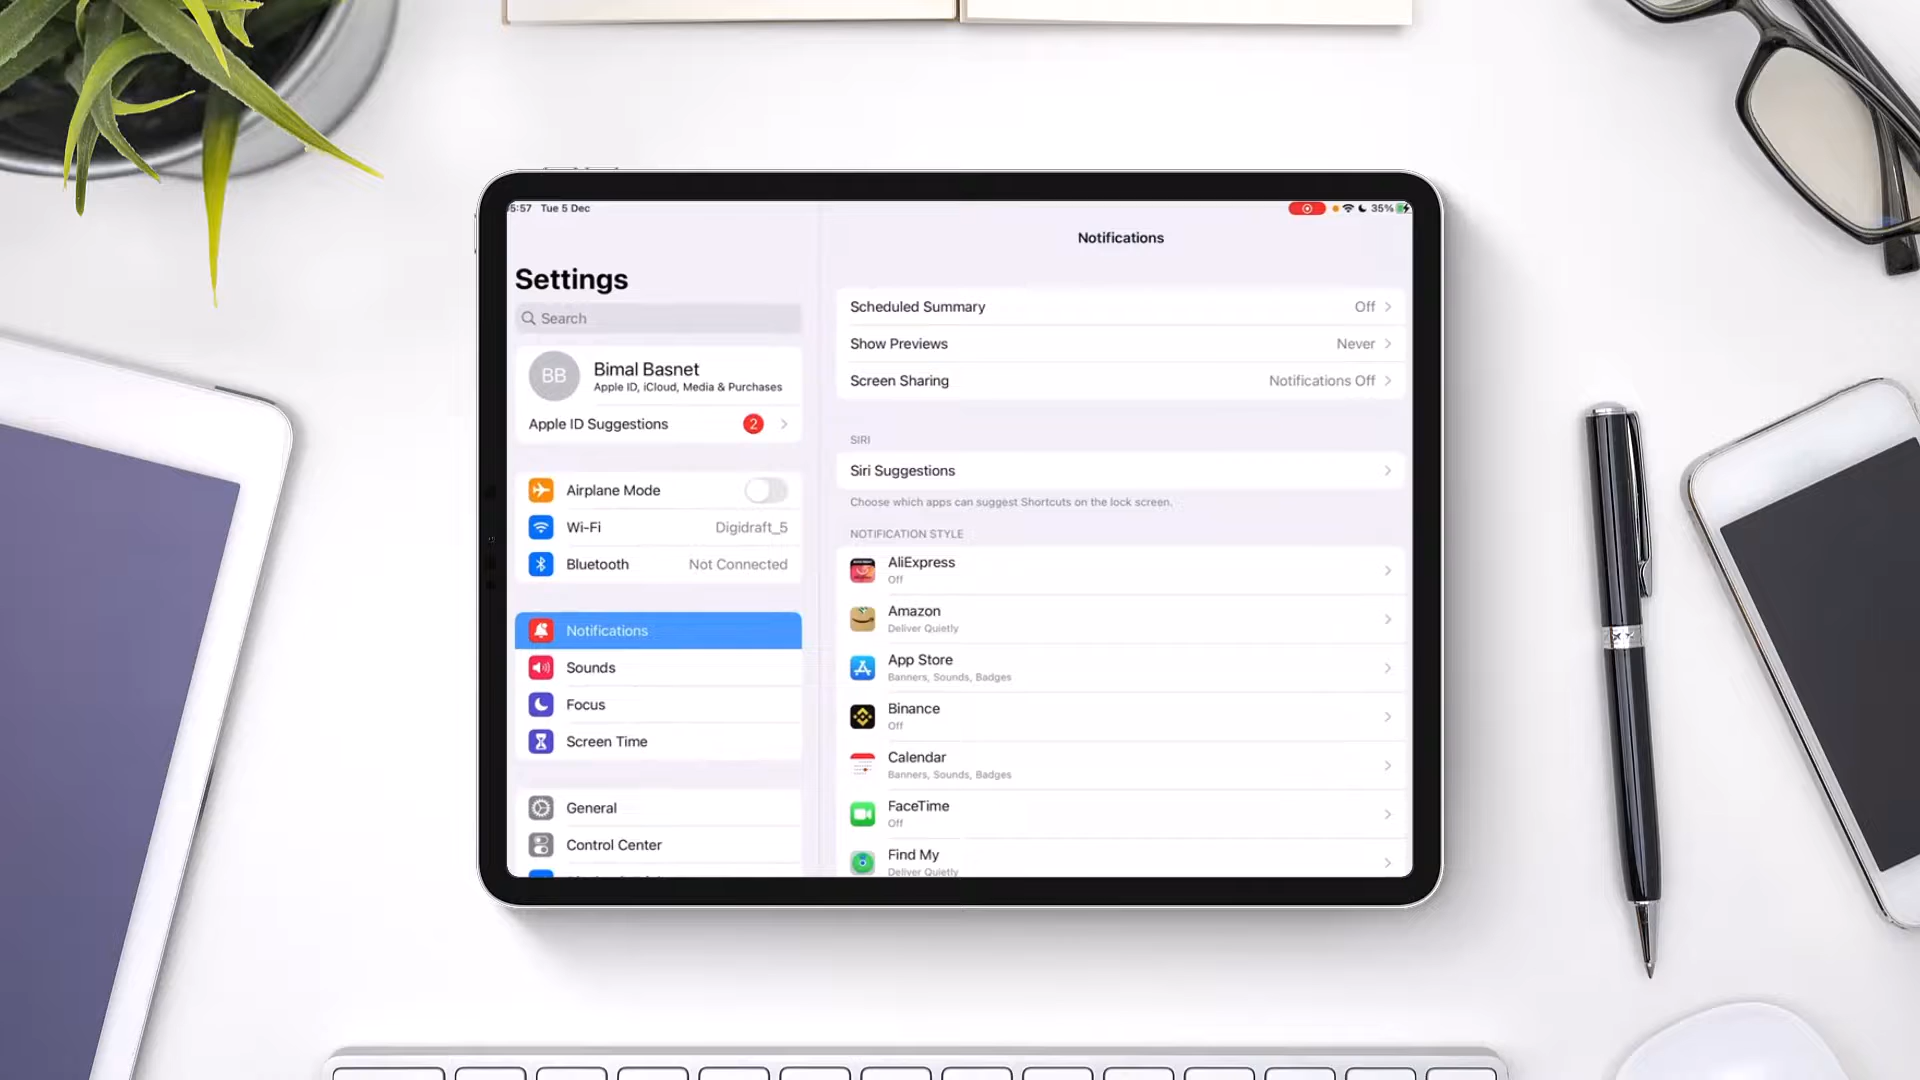 5:57 Tue 5 Dec
35%
Settings
Search
BB
Bimal Basnet
Apple ID, iCloud, Media & Purchases
Apple ID Suggestions 2
Airplane Mode
Wi-Fi Digidraft_5
Bluetooth Not Connected
Notifications
Sounds
Focus
Screen Time
General
Control Center
Notifications
Scheduled Summary Off
Show Previews Never
Screen Sharing Notifications Off
SIRI
Siri Suggestions
Choose which apps can suggest Shortcuts on the lock screen.
NOTIFICATION STYLE
AliExpress
Off
Amazon
Deliver Quietly
App Store
Banners, Sounds, Badges
Binance
Off
Calendar
Banners, Sounds, Badges
FaceTime
Off
Find My
Deliver Quietly